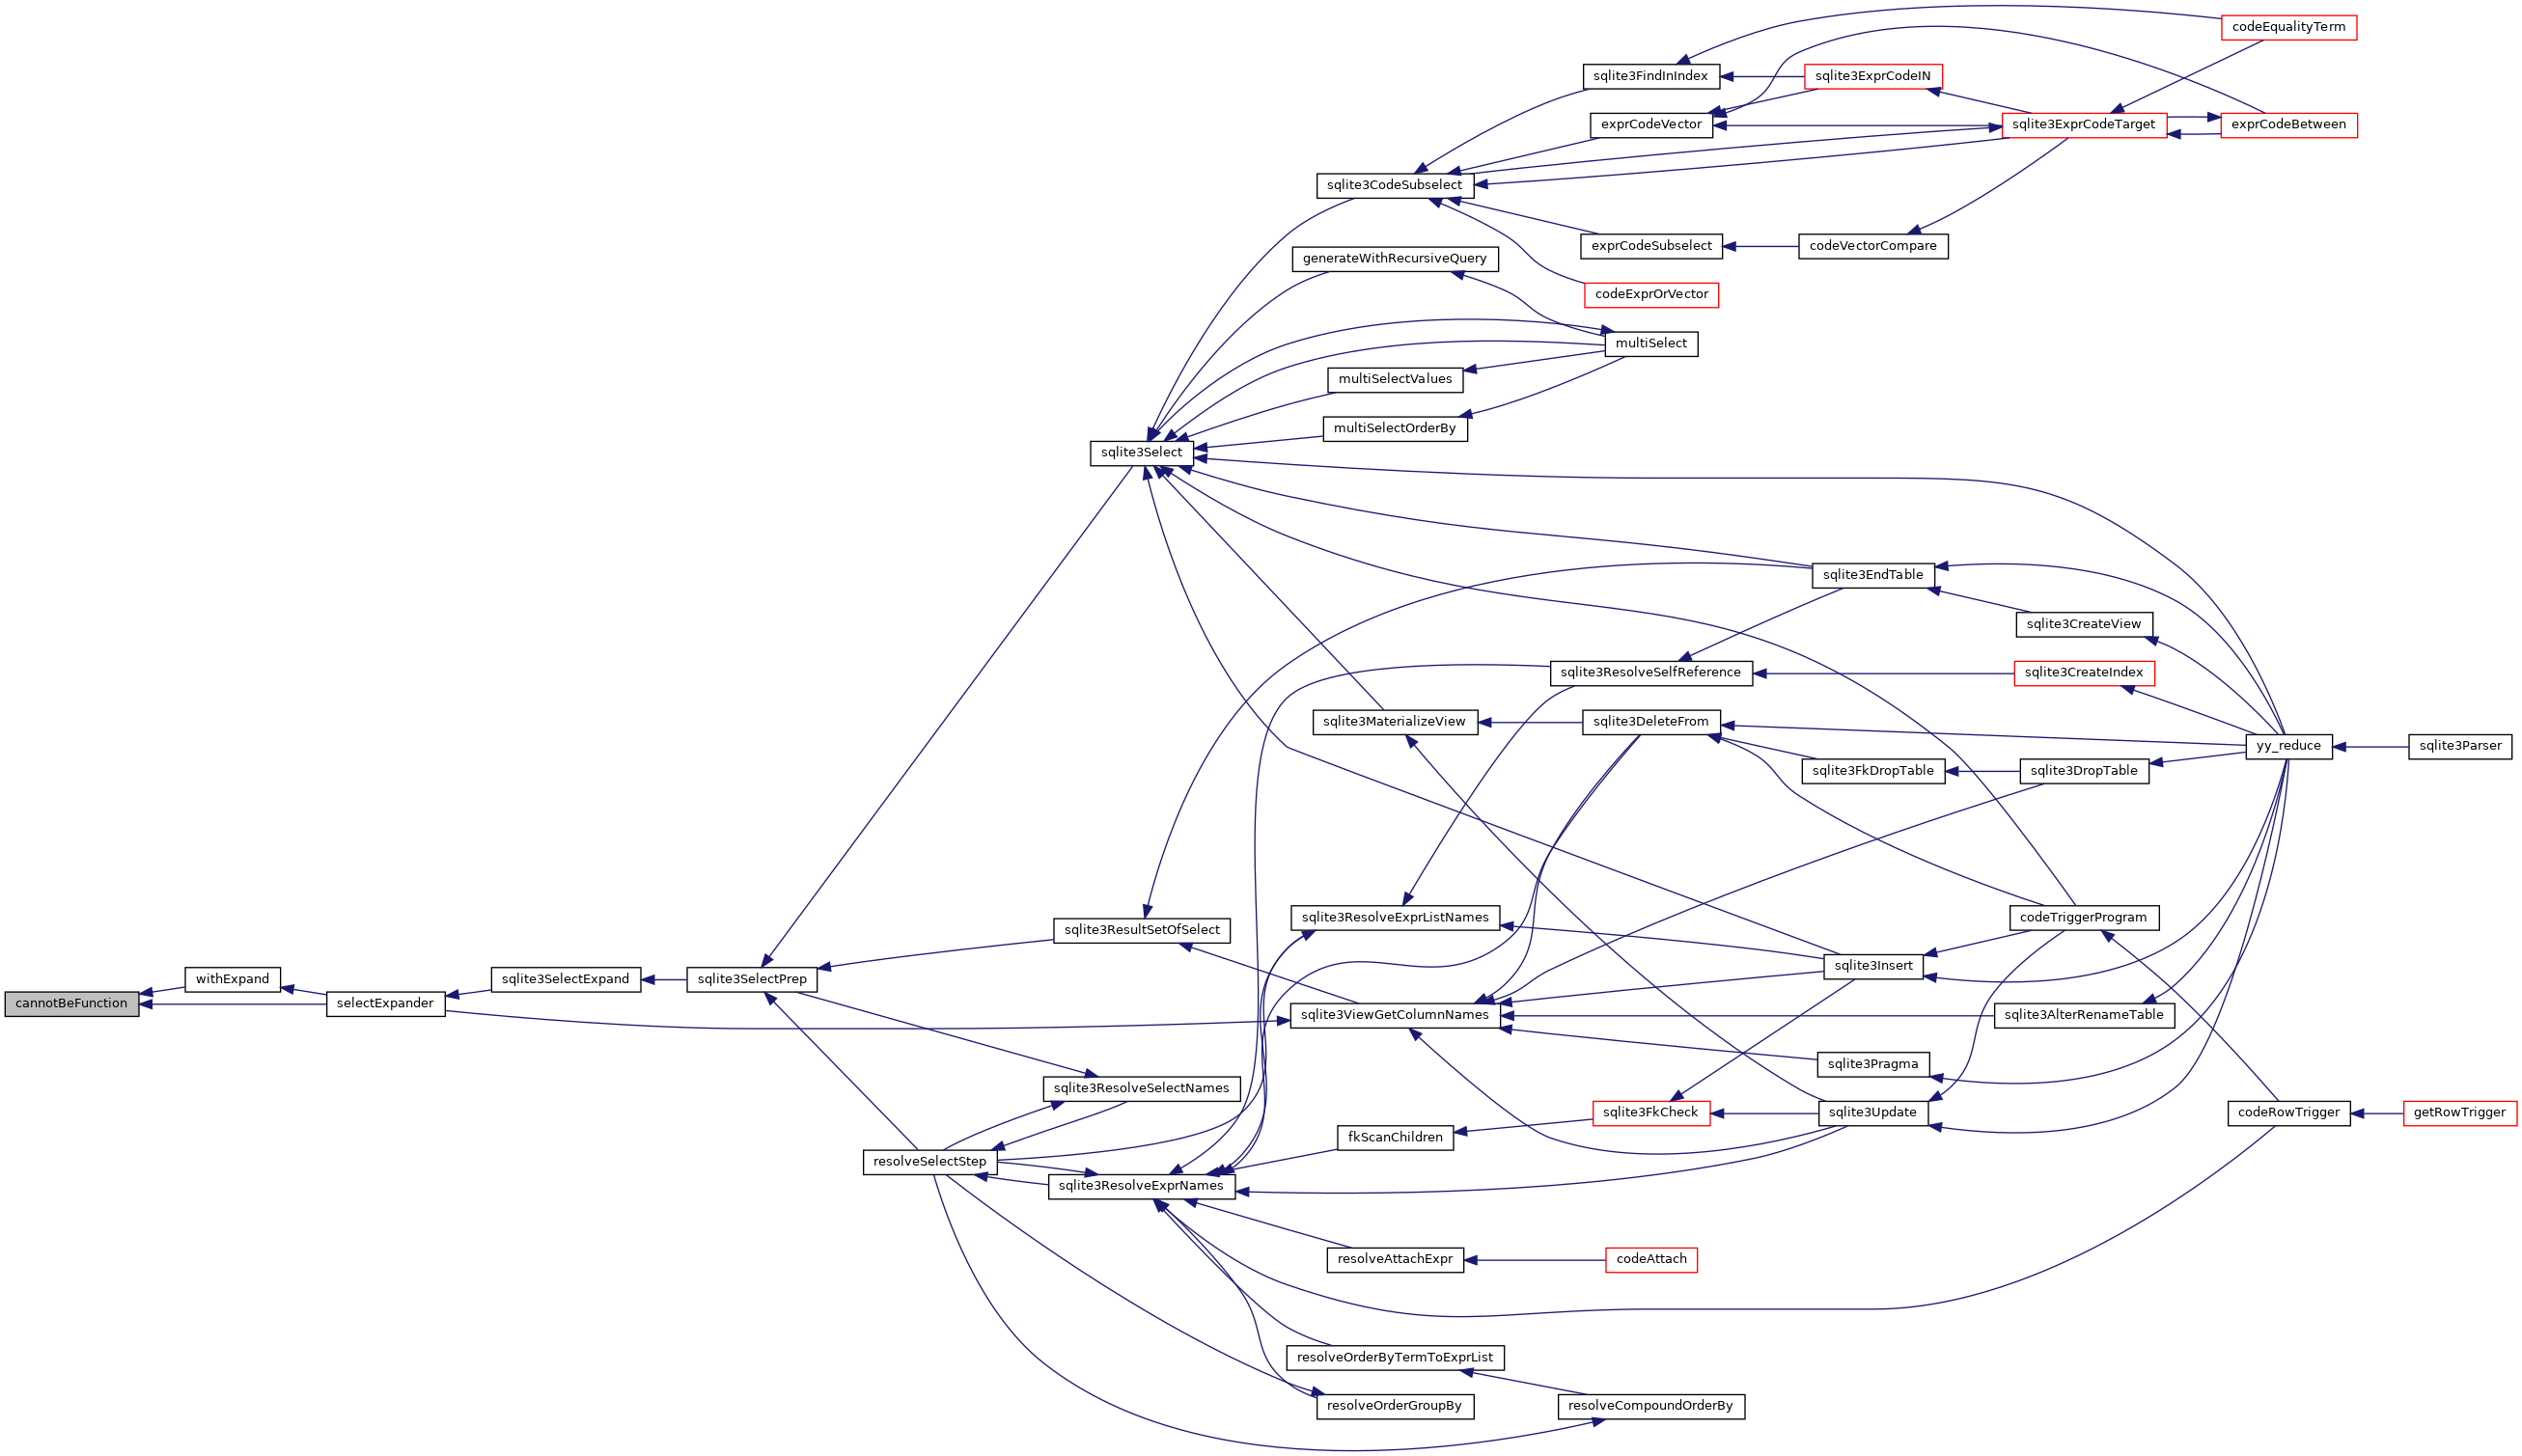 codeEqualityTerm
sqlite3FindInIndex
sqlite3ExprCodeIN
exprCodeVector
sqlite3ExprCodeTarget
exprCodeBetween
sqlite3CodeSubselect
exprCodeSubselect
codeVectorCompare
generateWithRecursiveQuery
codeExprOrVector
multiSelect
multiSelectValues
multiSelectOrderBy
sqlite3Select
sqlite3EndTable
sqlite3CreateView
sqlite3ResolveSelfReference
sqlite3CreateIndex
sqlite3MaterializeView
sqlite3DeleteFrom
yy_reduce
sqlite3Parser
sqlite3FkDropTable
sqlite3DropTable
sqlite3ResolveExprListNames
codeTriggerProgram
sqlite3ResultSetOfSelect
sqlite3Insert
withExpand
sqlite3SelectExpand
sqlite3SelectPrep
cannotBeFunction
selectExpander
sqlite3ViewGetColumnNames
sqlite3AlterRenameTable
sqlite3Pragma
sqlite3ResolveSelectNames
sqlite3FkCheck
sqlite3Update
codeRowTrigger
getRowTrigger
fkScanChildren
resolveSelectStep
sqlite3ResolveExprNames
resolveAttachExpr
codeAttach
resolveOrderByTermToExprList
resolveOrderGroupBy
resolveCompoundOrderBy